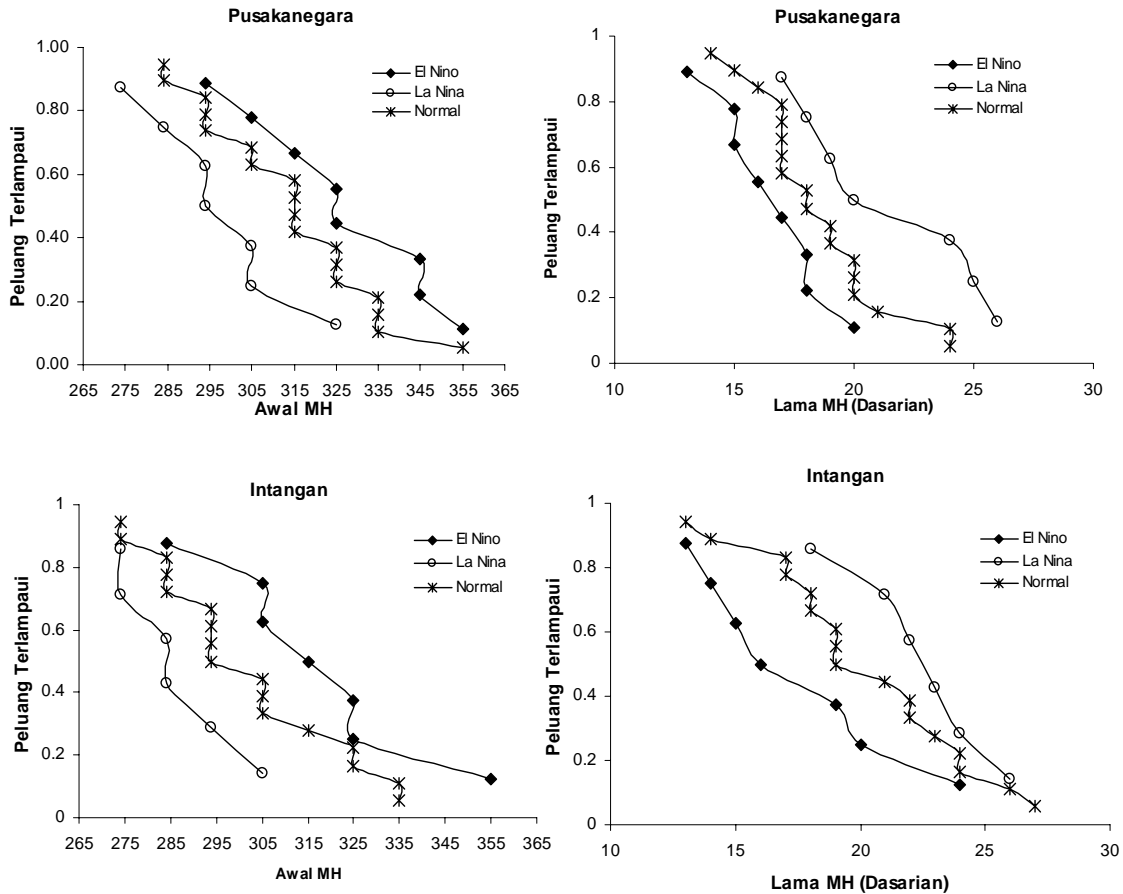 Pusakanegara
Peluang Terlampaui
1.00
0.80
0.60
0.40
0.20
0.00
El Nino
La Nina
Normal
265 275 285 295 305 315 325 335 345 355 365
Awal MH
Pusakanegara
Peluang Terlampaui
1
0.8
0.6
0.4
0.2
0
El Nino
La Nina
Normal
10 15 20 25 30
Lama MH (Dasarian)
Intangan
Peluang Terlampaui
1
0.8
0.6
0.4
0.2
0
El Nino
La Nina
Normal
265 275 285 295 305 315 325 335 345 355 365
Awal MH
Intangan
Peluang Terlampaui
1
0.8
0.6
0.4
0.2
0
El Nino
La Nina
Normal
10 15 20 25 30
Lama MH (Dasarian)